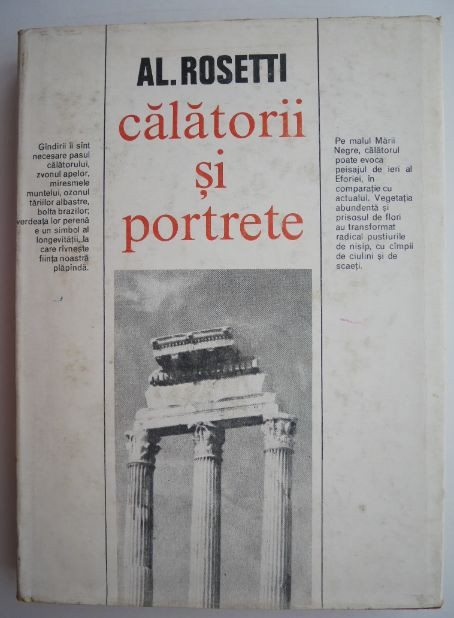 AL. ROSETTI
călătorii
și
portrete
Gîndirii îi sînt
necesare pasul
călătorului,
zvonul apelor,
miresmele
muntelui, ozonul
tăriilor albastre,
bolta brazilor;
verdeața lor perenă
e un simbol al
longevității, la
care rîvnește
ființa noastră
plăpîndă.
Pe malul Mării
Negre, călătorul
poate evoca
peisajul de ieri al
Eforiei, în
comparație cu
actualul. Vegetația
abundentă și
prisosul de flori
au transformat
radical pustiurile
de nisip, cu cîmpii
de ciulini și de
scaeți.